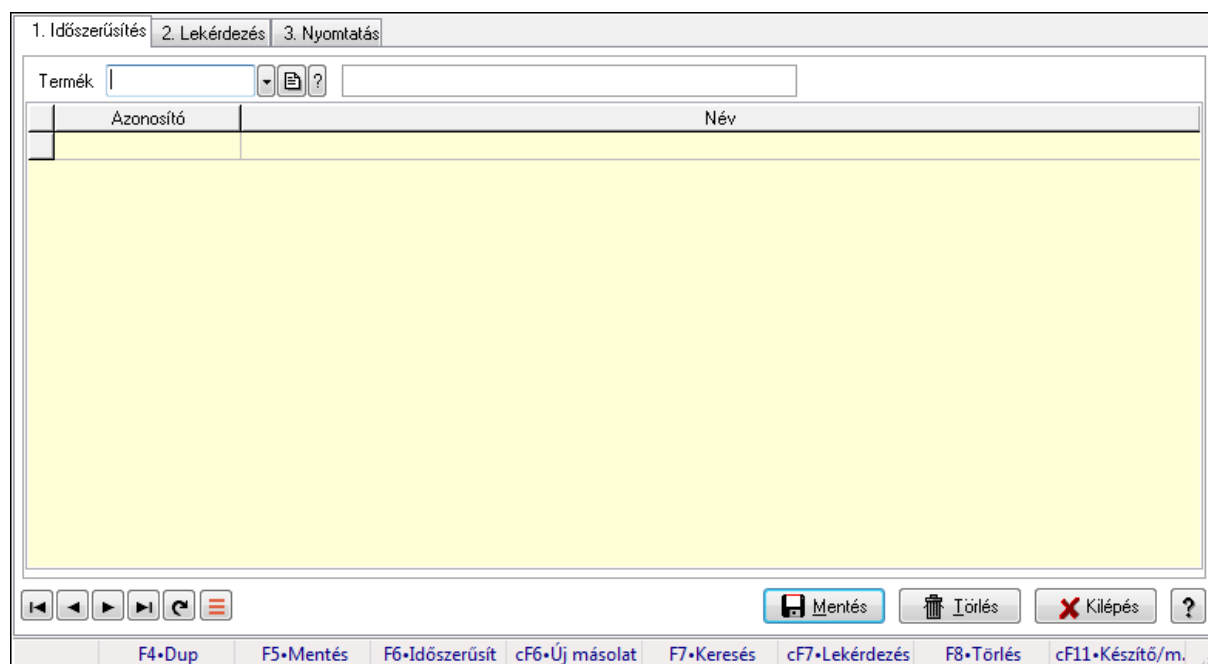 1. Időszerűsítés 2. Lekérdezés 3. Nyomtatás
Termék ?
Azonosító Név
Mentés Törlés Kilépés ?
F4•Dup F5•Mentés F6•Időszerűsít cF6•Új másolat F7•Keresés cF7•Lekérdezés F8•Törlés cF11•Készítő/m.